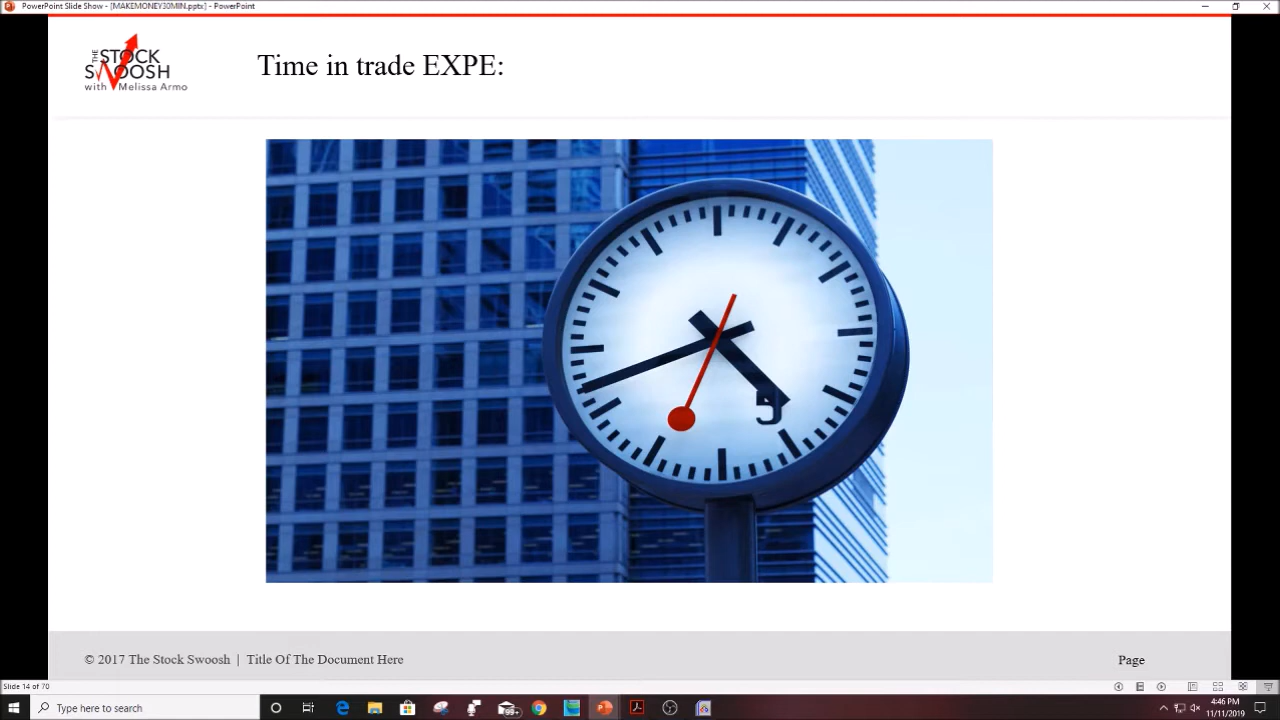 PowerPoint Slide Show - [MAKEMONEY30MIN.pptx] - PowerPoint
THE STOCK
SWOOSH
with Melissa Armo
Time in trade EXPE:
© 2017 The Stock Swoosh | Title Of The Document Here
Page
Slide 14 of 70
Type here to search
99+
4:46 PM
11/11/2019